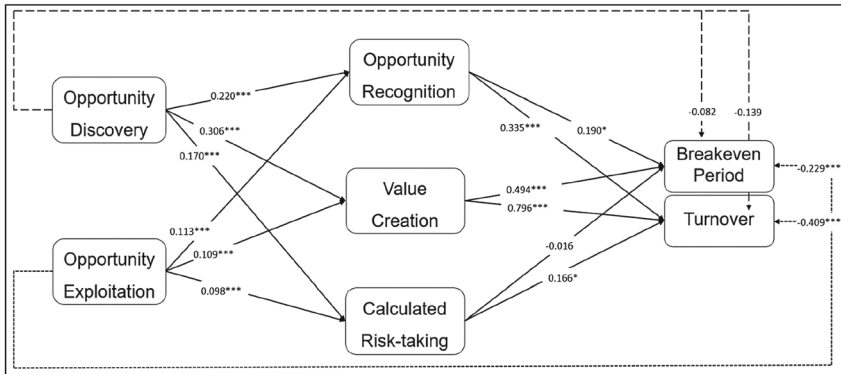 Opportunity
Discovery
Opportunity
Exploitation
0.220***
0.306***
0.170***
0.113***
0.109***
0.098***
Opportunity
Recognition
Value
Creation
Calculated
Risk-taking
0.335***
0.190*
0.494***
0.796***
-0.016
0.166*
-0.082
-0.139
Breakeven
Period
Turnover
-0.229***
-0.409***